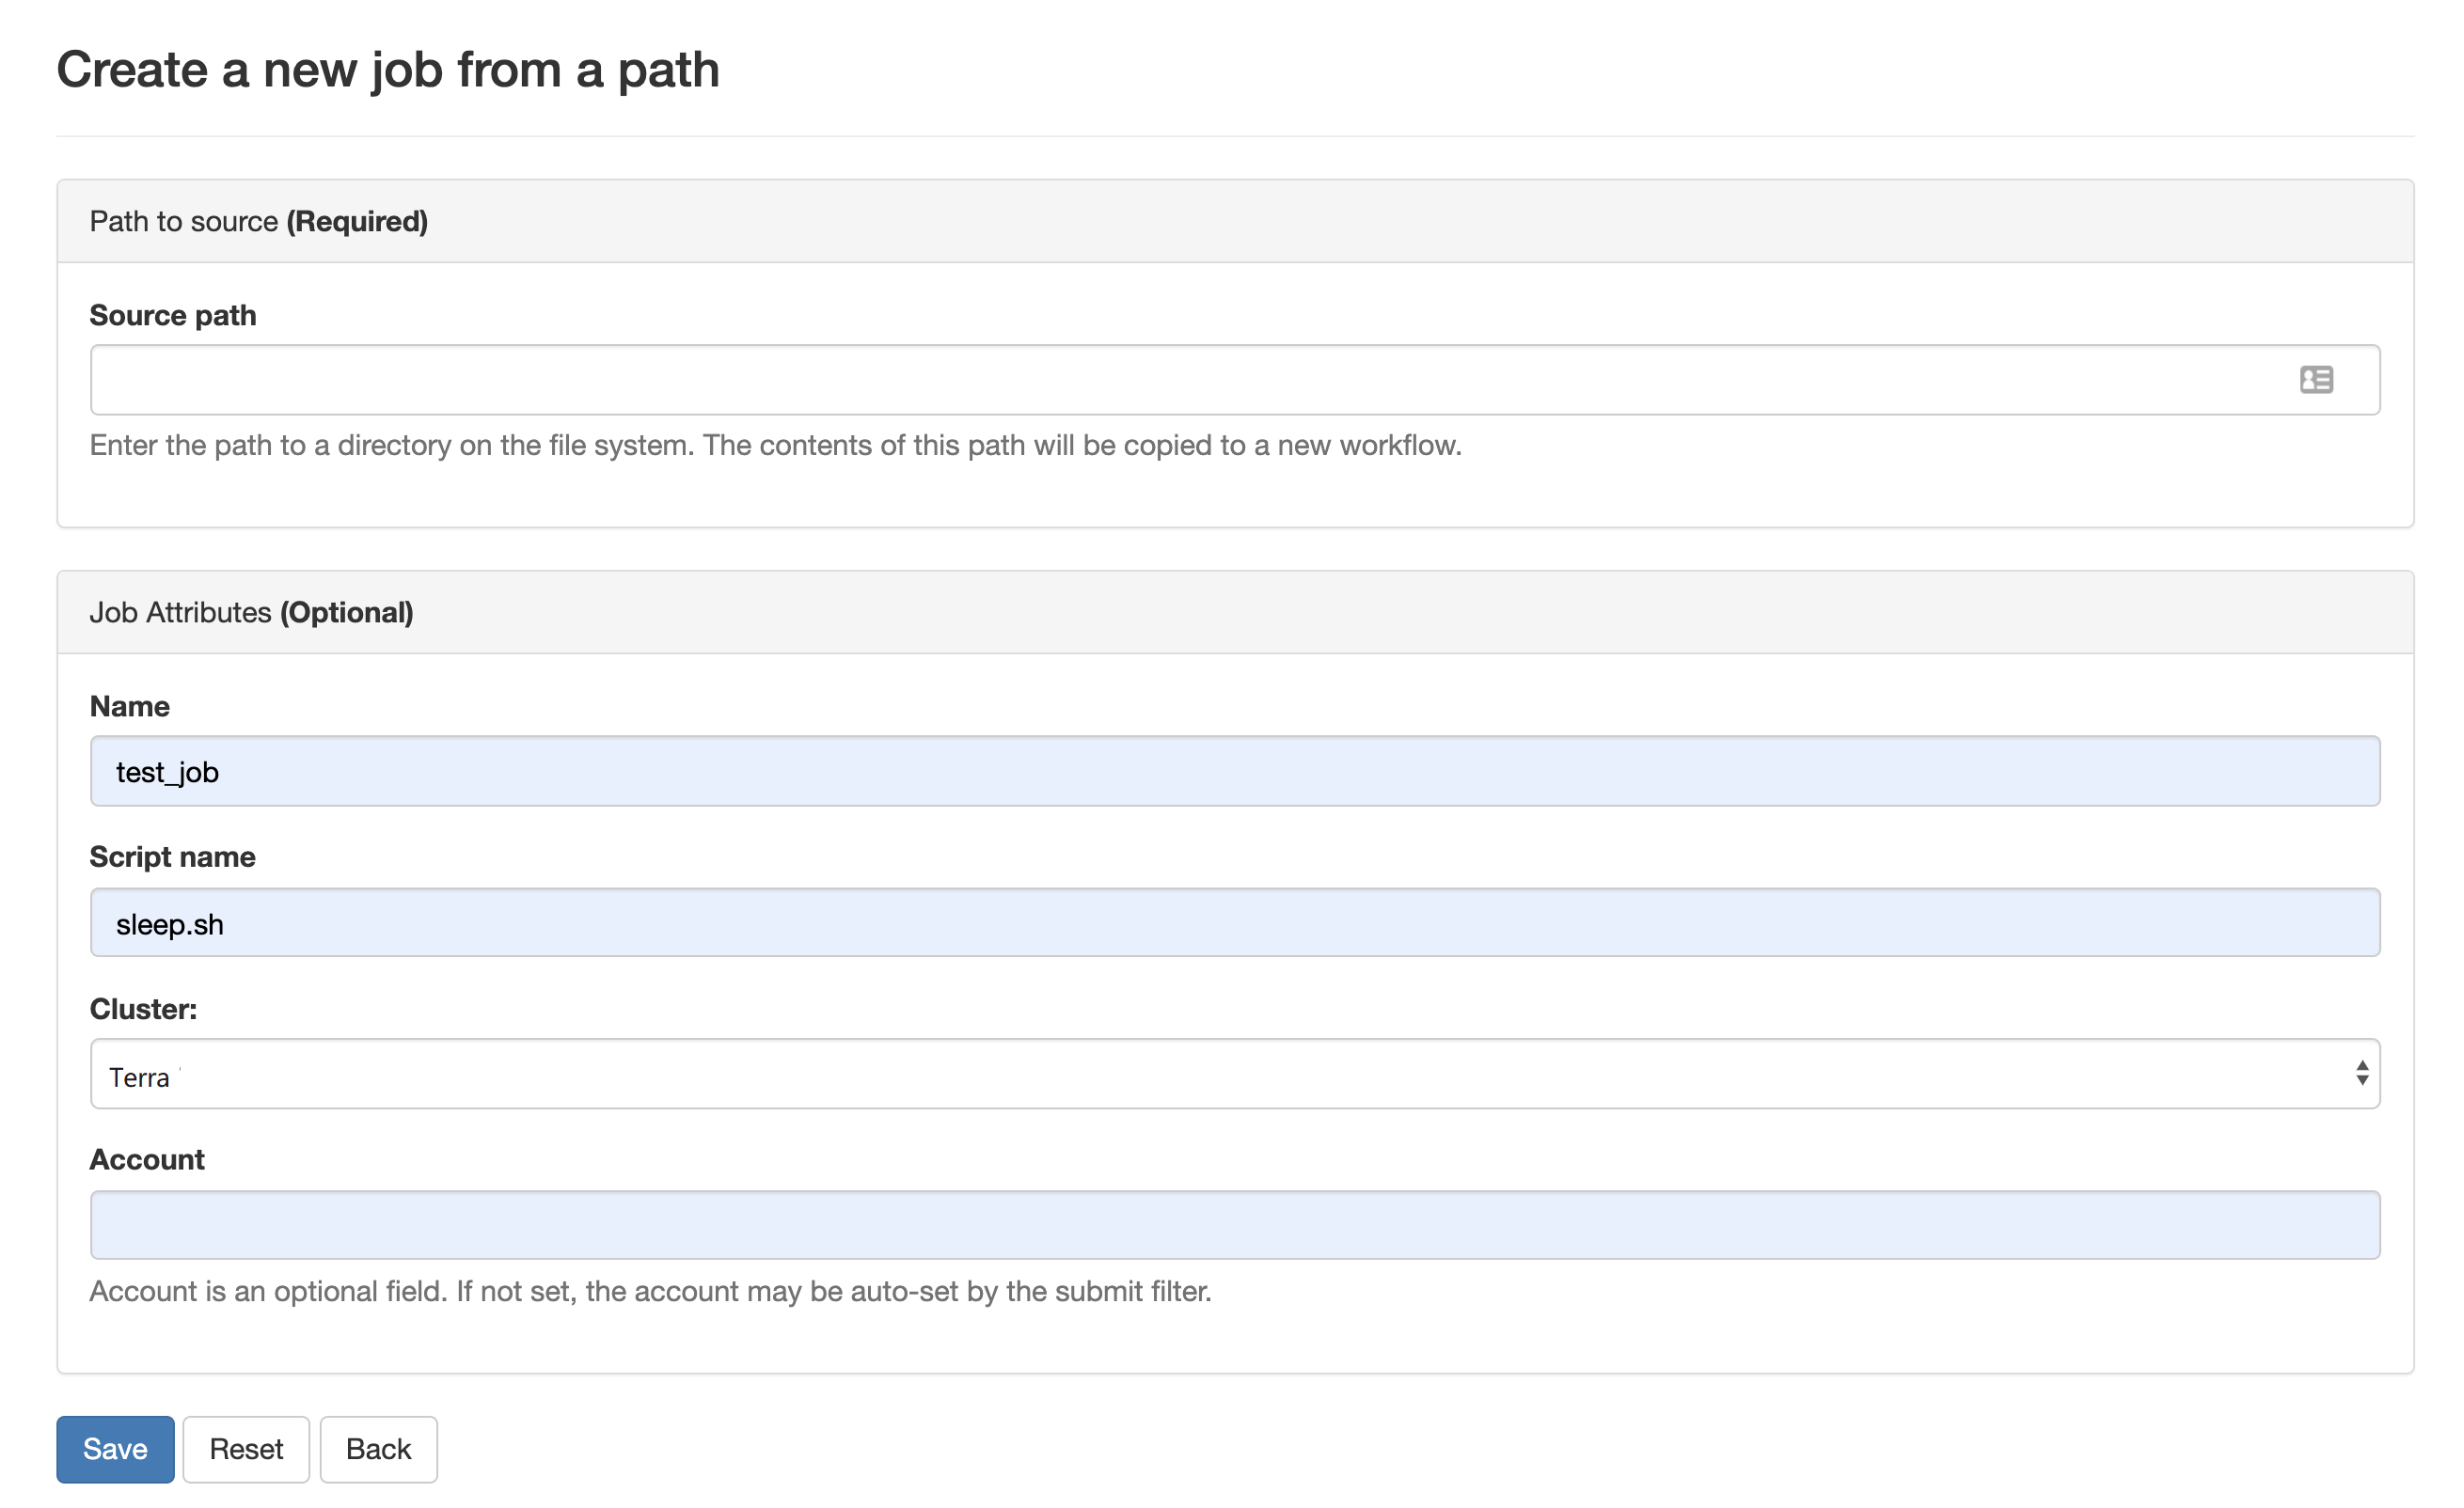 Create a new job from a path
Path to source (Required)
Source path
Enter the path to a directory on the file system. The contents of this path will be copied to a new workflow.
Job Attributes (Optional)
Name
test_job
Script name
sleep.sh
Cluster:
Terra
Account
Account is an optional field. If not set, the account may be auto-set by the submit filter.
Save Reset Back